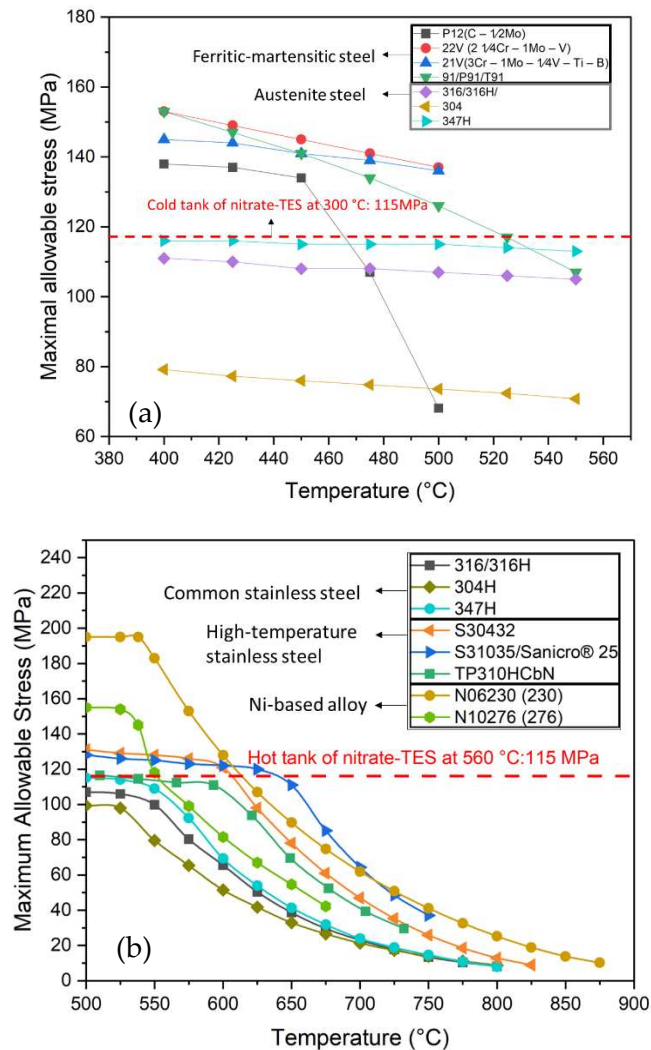 P12(C – 1⁄2Mo)
22V (2 1⁄4Cr – 1Mo – V)
21V(3Cr – 1Mo – 1⁄4V – Ti – B)
91/P91/T91
316/316H/
304
347H
Ferritic-martensitic steel
Austenite steel
Cold tank of nitrate-TES at 300 °C: 115MPa
Maximal allowable stress (MPa)
180
160
140
120
100
80
60
(a)
380
400
420
440
460
480
500
520
540
560
Temperature (°C)
316/316H
304H
347H
S30432
S31035/Sanicro® 25
TP310HCbN
N06230 (230)
N10276 (276)
Common stainless steel
High-temperature
stainless steel
Ni-based alloy
Hot tank of nitrate-TES at 560 °C:115 MPa
Maximum Allowable Stress (MPa)
240
220
200
180
160
140
120
100
80
60
40
20
0
(b)
500
550
600
650
700
750
800
850
900
Temperature (°C)